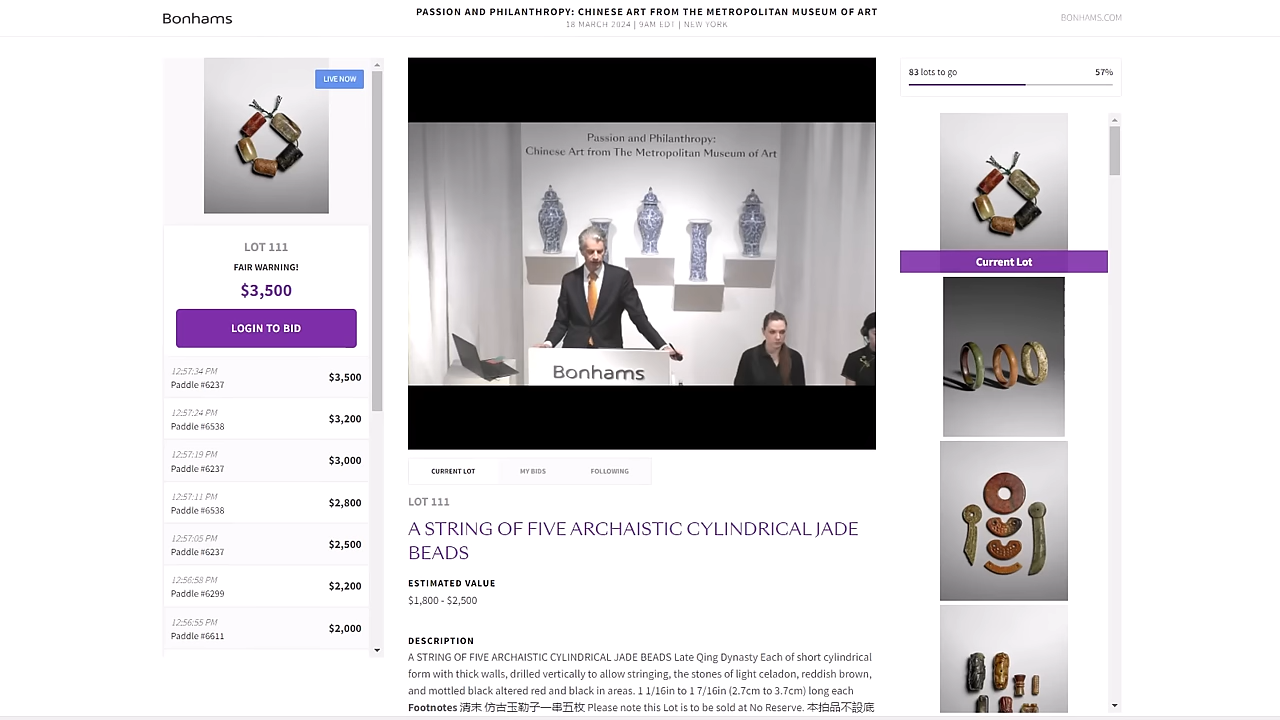 Bonhams
PASSION AND PHILANTHROPY: CHINESE ART FROM THE METROPOLITAN MUSEUM OF ART
18 MARCH 2024 | 9AM EDT | NEW YORK
BONHAMS.COM
LIVE NOW
LOT 111
FAIR WARNING!
$3,500
LOGIN TO BID
12:57:34 PM
Paddle #6237 $3,500
12:57:24 PM
Paddle #6538 $3,200
12:57:19 PM
Paddle #6237 $3,000
12:57:11 PM
Paddle #6538 $2,800
12:57:05 PM
Paddle #6237 $2,500
12:56:58 PM
Paddle #6299 $2,200
12:56:55 PM
Paddle #6611 $2,000
Passion and Philanthropy:
Chinese Art from The Metropolitan Museum of Art
Bonhams
CURRENT LOT MY BIDS FOLLOWING
LOT 111
A STRING OF FIVE ARCHAISTIC CYLINDRICAL JADE
BEADS
ESTIMATED VALUE
$1,800 - $2,500
DESCRIPTION
A STRING OF FIVE ARCHAISTIC CYLINDRICAL JADE BEADS Late Qing Dynasty Each of short cylindrical
form with thick walls, drilled vertically to allow stringing, the stones of light celadon, reddish brown,
and mottled black altered red and black in areas. 1 1/16in to 1 7/16in (2.7cm to 3.7cm) long each
Footnotes 清末 仿古玉勒子一串五枚 Please note this Lot is to be sold at No Reserve. 本拍品不設底
83 lots to go 57%
Current Lot